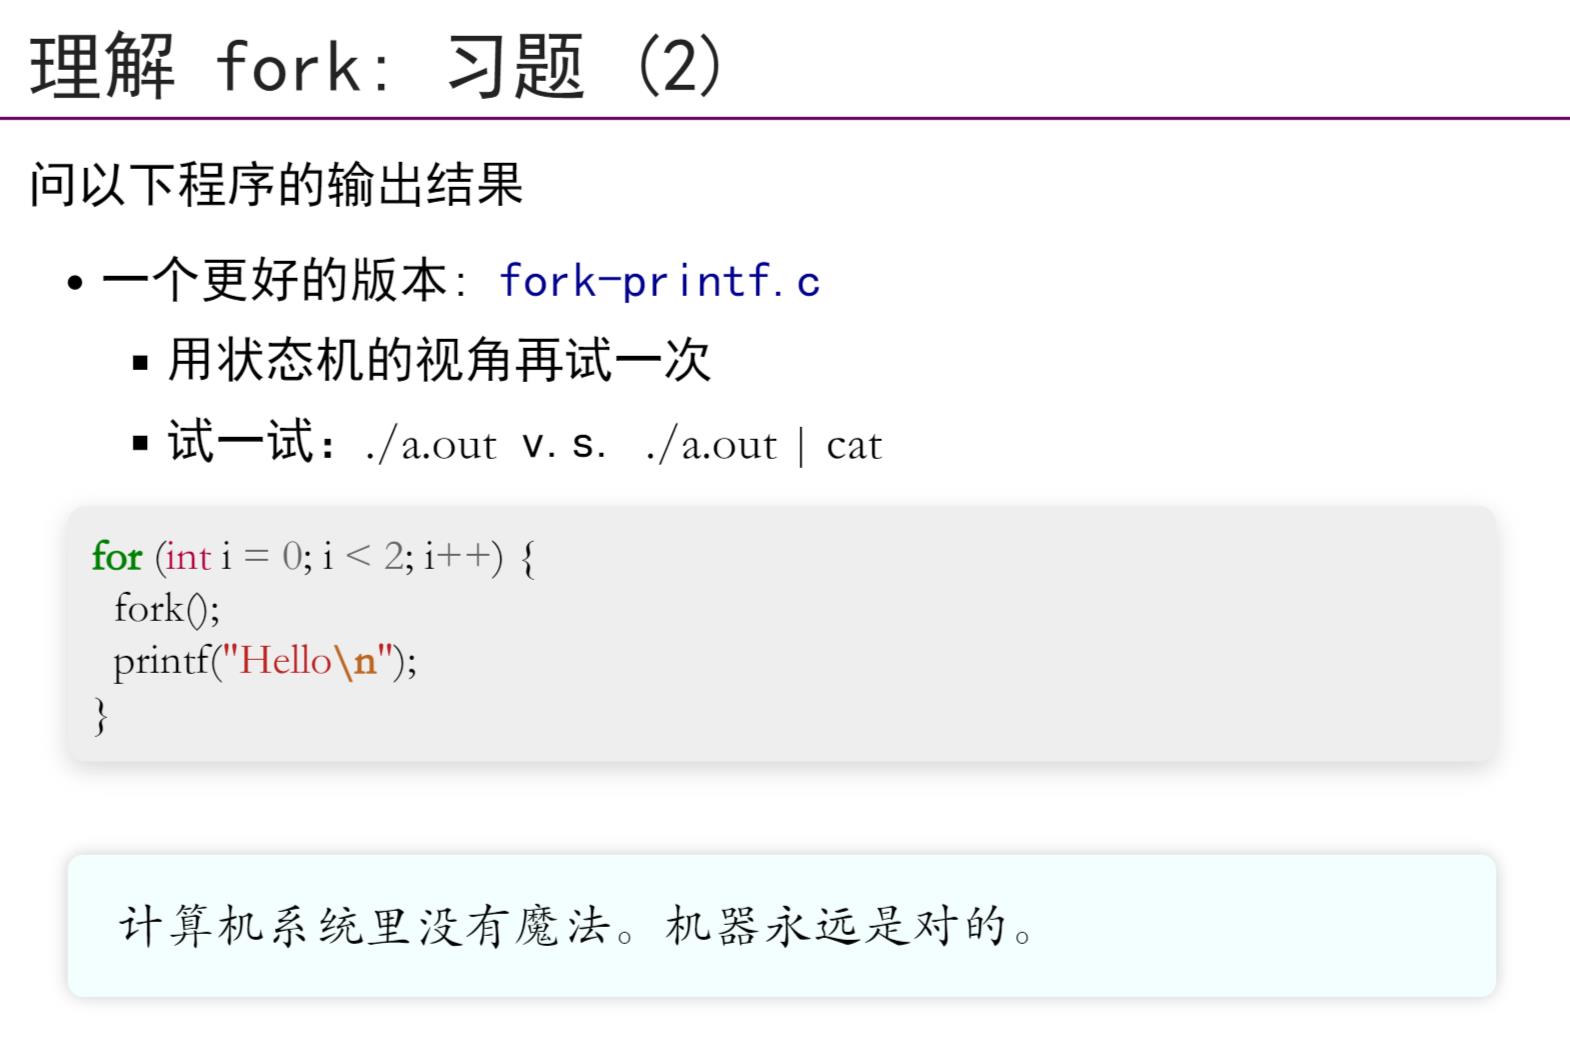 理解 fork: 习题 (2)
问以下程序的输出结果
• 一个更好的版本: fork-printf.c
▪ 用状态机的视角再试一次
▪ 试一试：./a.out v.s. ./a.out | cat
for (int i = 0; i < 2; i++) {
  fork();
  printf("Hello\n");
}
计算机系统里没有魔法。机器永远是对的。